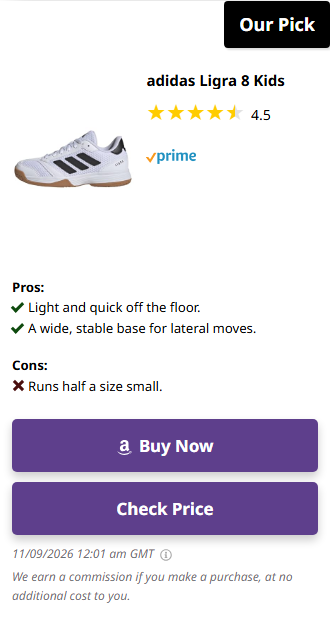 Our Pick
adidas Ligra 8 Kids
4.5
prime
Pros:
Light and quick off the floor.
A wide, stable base for lateral moves.
Cons:
Runs half a size small.
Buy Now
Check Price
11/09/2026 12:01 am GMT
We earn a commission if you make a purchase, at no
additional cost to you.